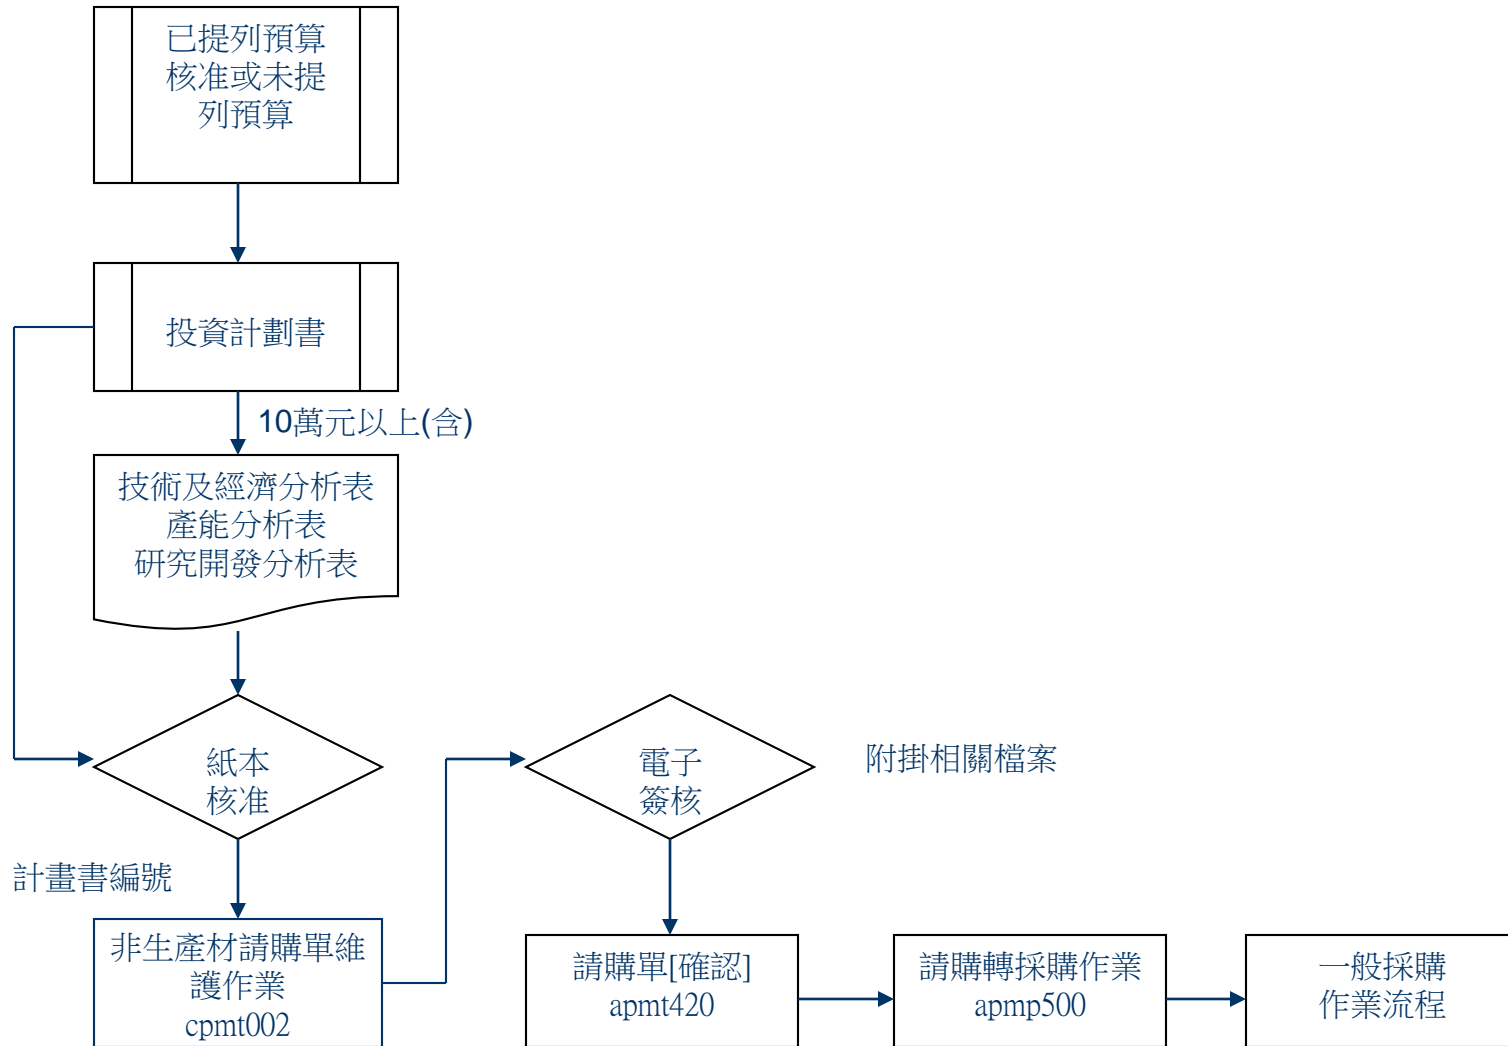 已提列預算
核准或未提
列預算
投資計劃書
10萬元以上(含)
技術及經濟分析表
產能分析表
研究開發分析表
紙本
核准
電子
簽核
附掛相關檔案
計畫書編號
非生產材請購單維
護作業
cpmt002
請購單[確認]
apmt420
請購轉採購作業
apmp500
一般採購
作業流程